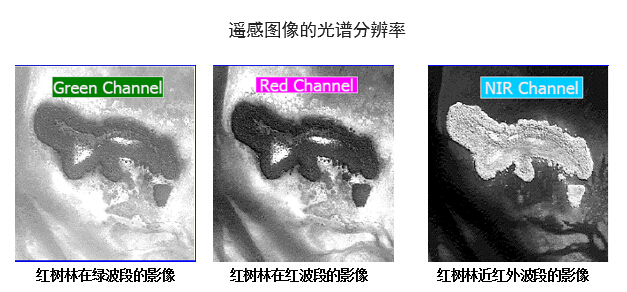 遥感图像的光谱分辨率
Green Channel
Red Channel
NIR Channel
红树林在绿波段的影像
红树林在红波段的影像
红树林近红外波段的影像